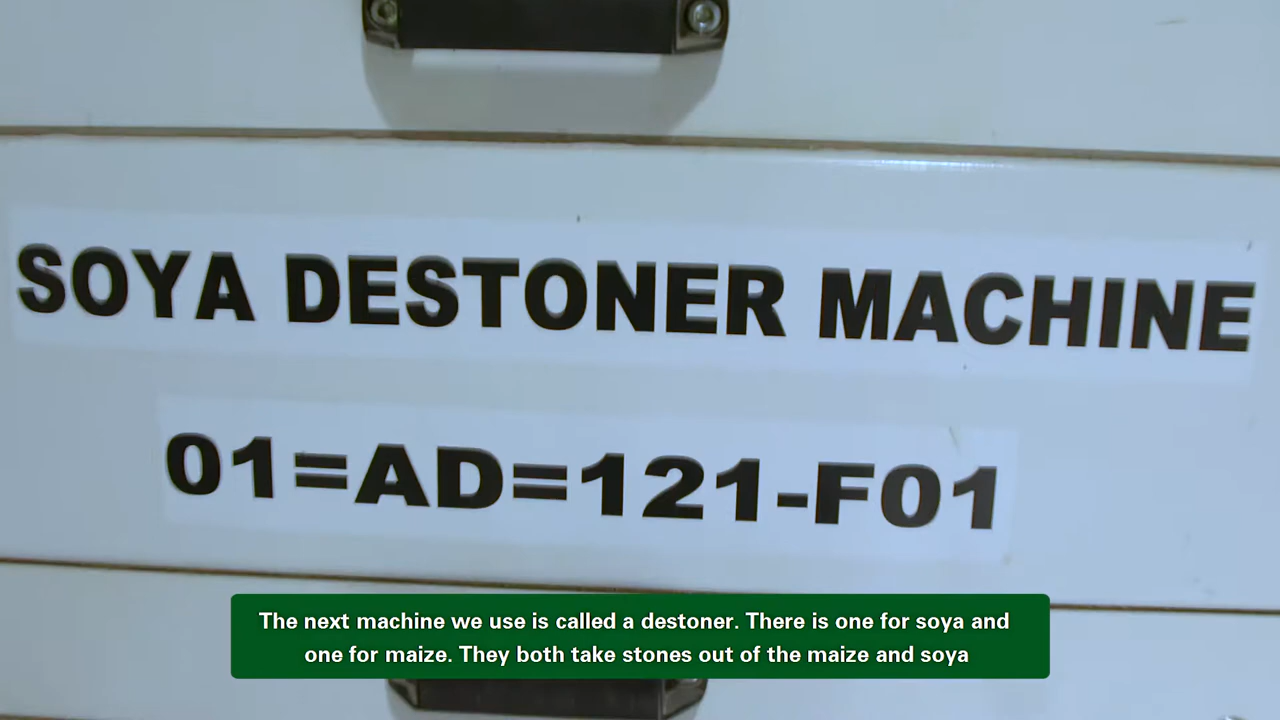 SOYA DESTONER MACHINE
01=AD=121-F01
The next machine we use is called a destoner. There is one for soya and
one for maize. They both take stones out of the maize and soya